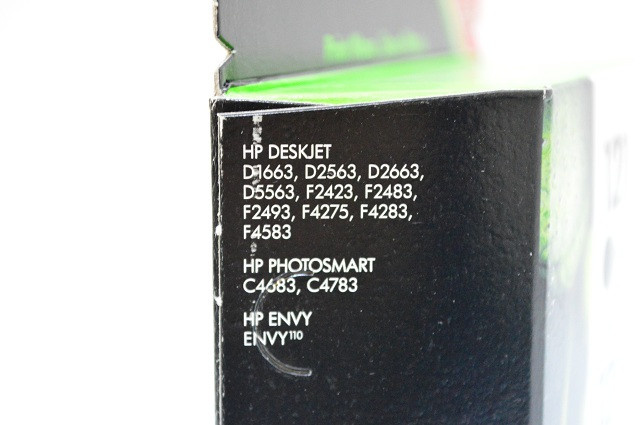 HP DESKJET
D1663, D2563, D2663,
D5563, F2423, F2483,
F2493, F4275, F4283,
F4583
HP PHOTOSMART
C4683, C4783
HP ENVY
ENVY110